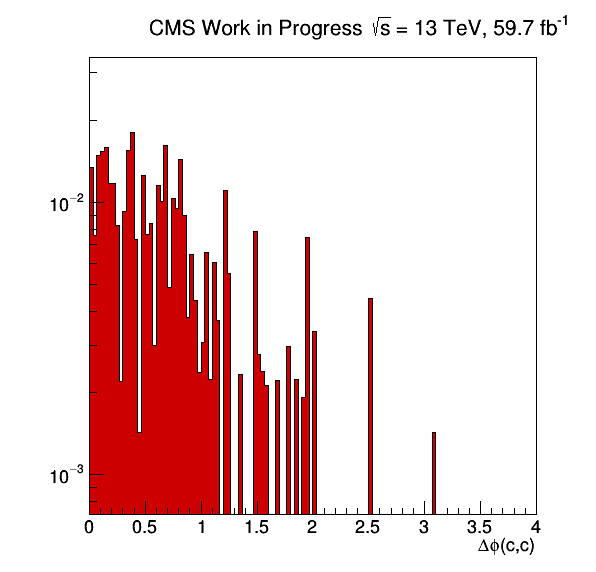 CMS Work in Progress √s = 13 TeV, 59.7 fb⁻¹
10⁻²
10⁻³
0 0.5 1 1.5 2 2.5 3 3.5 4
Δϕ(c,c)